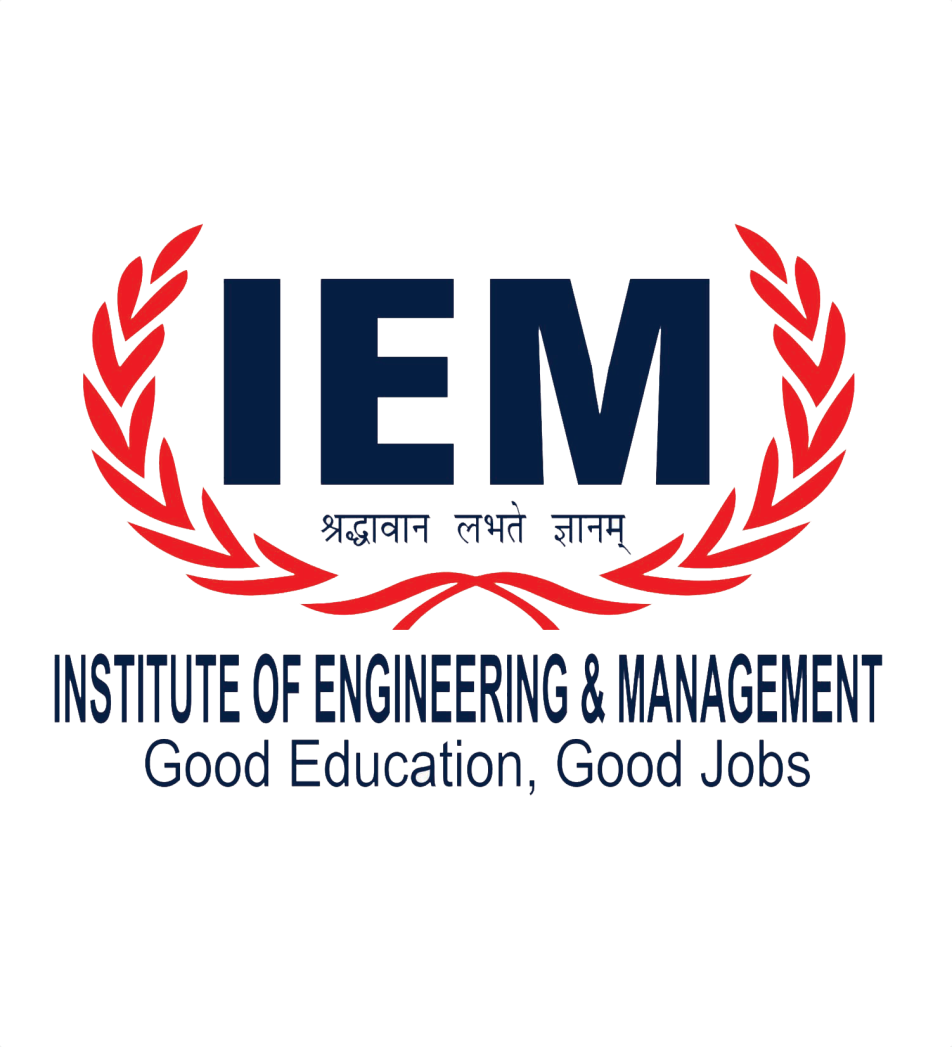 IEM
श्रद्धावान लभते ज्ञानम्
INSTITUTE OF ENGINEERING & MANAGEMENT
Good Education, Good Jobs